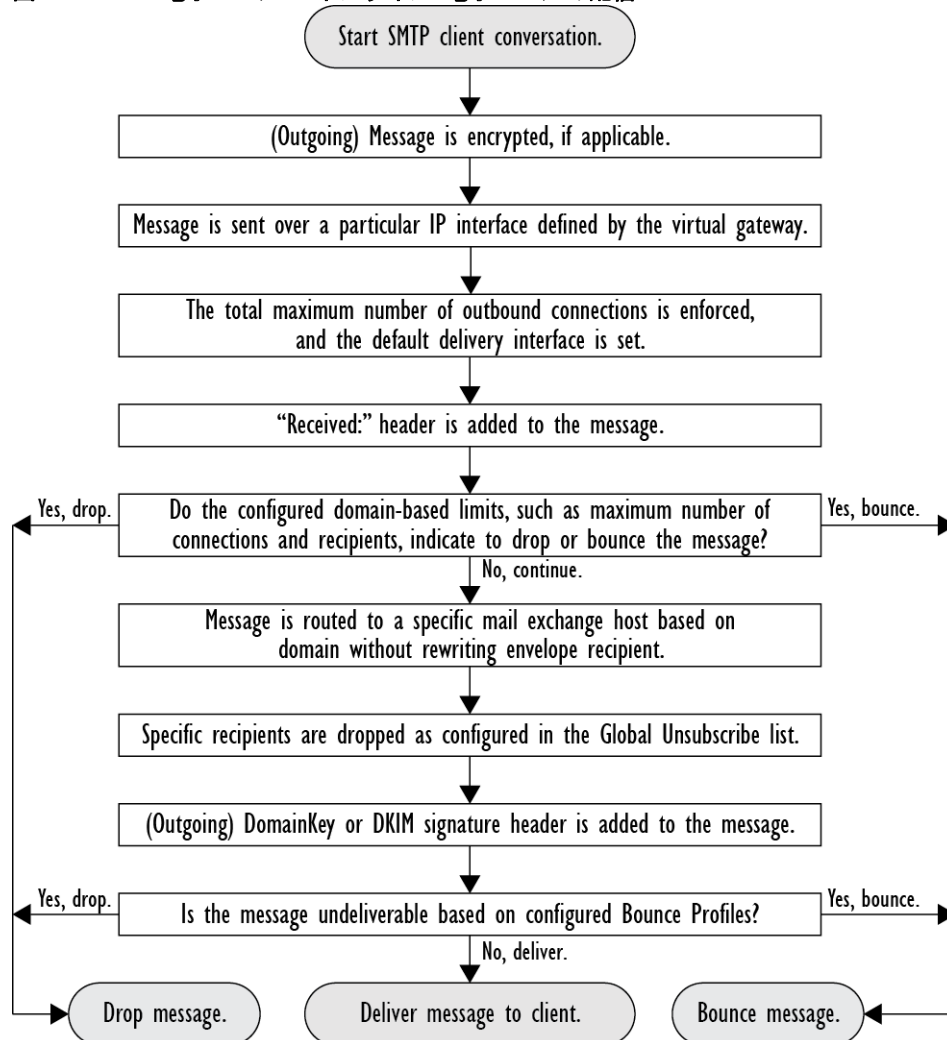 Start SMTP client conversation.
(Outgoing) Message is encrypted, if applicable.
Message is sent over a particular IP interface defined by the virtual gateway.
The total maximum number of outbound connections is enforced,
and the default delivery interface is set.
“Received:” header is added to the message.
Yes, drop.
Do the configured domain-based limits, such as maximum number of
connections and recipients, indicate to drop or bounce the message?
Yes, bounce.
No, continue.
Message is routed to a specific mail exchange host based on
domain without rewriting envelope recipient.
Specific recipients are dropped as configured in the Global Unsubscribe list.
(Outgoing) DomainKey or DKIM signature header is added to the message.
Yes, drop.
Is the message undeliverable based on configured Bounce Profiles?
Yes, bounce.
No, deliver.
Drop message.
Deliver message to client.
Bounce message.